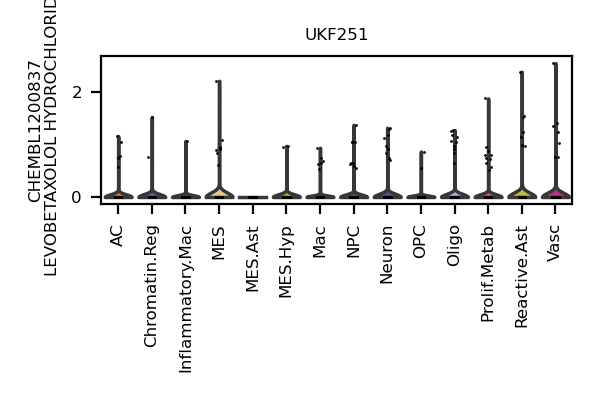 UKF251
CHEMBL1200837
LEVOBETAXOLOL HYDROCHLORID
2
0
AC
Chromatin.Reg
Inflammatory.Mac
MES
MES.Ast
MES.Hyp
Mac
NPC
Neuron
OPC
Oligo
Prolif.Metab
Reactive.Ast
Vasc